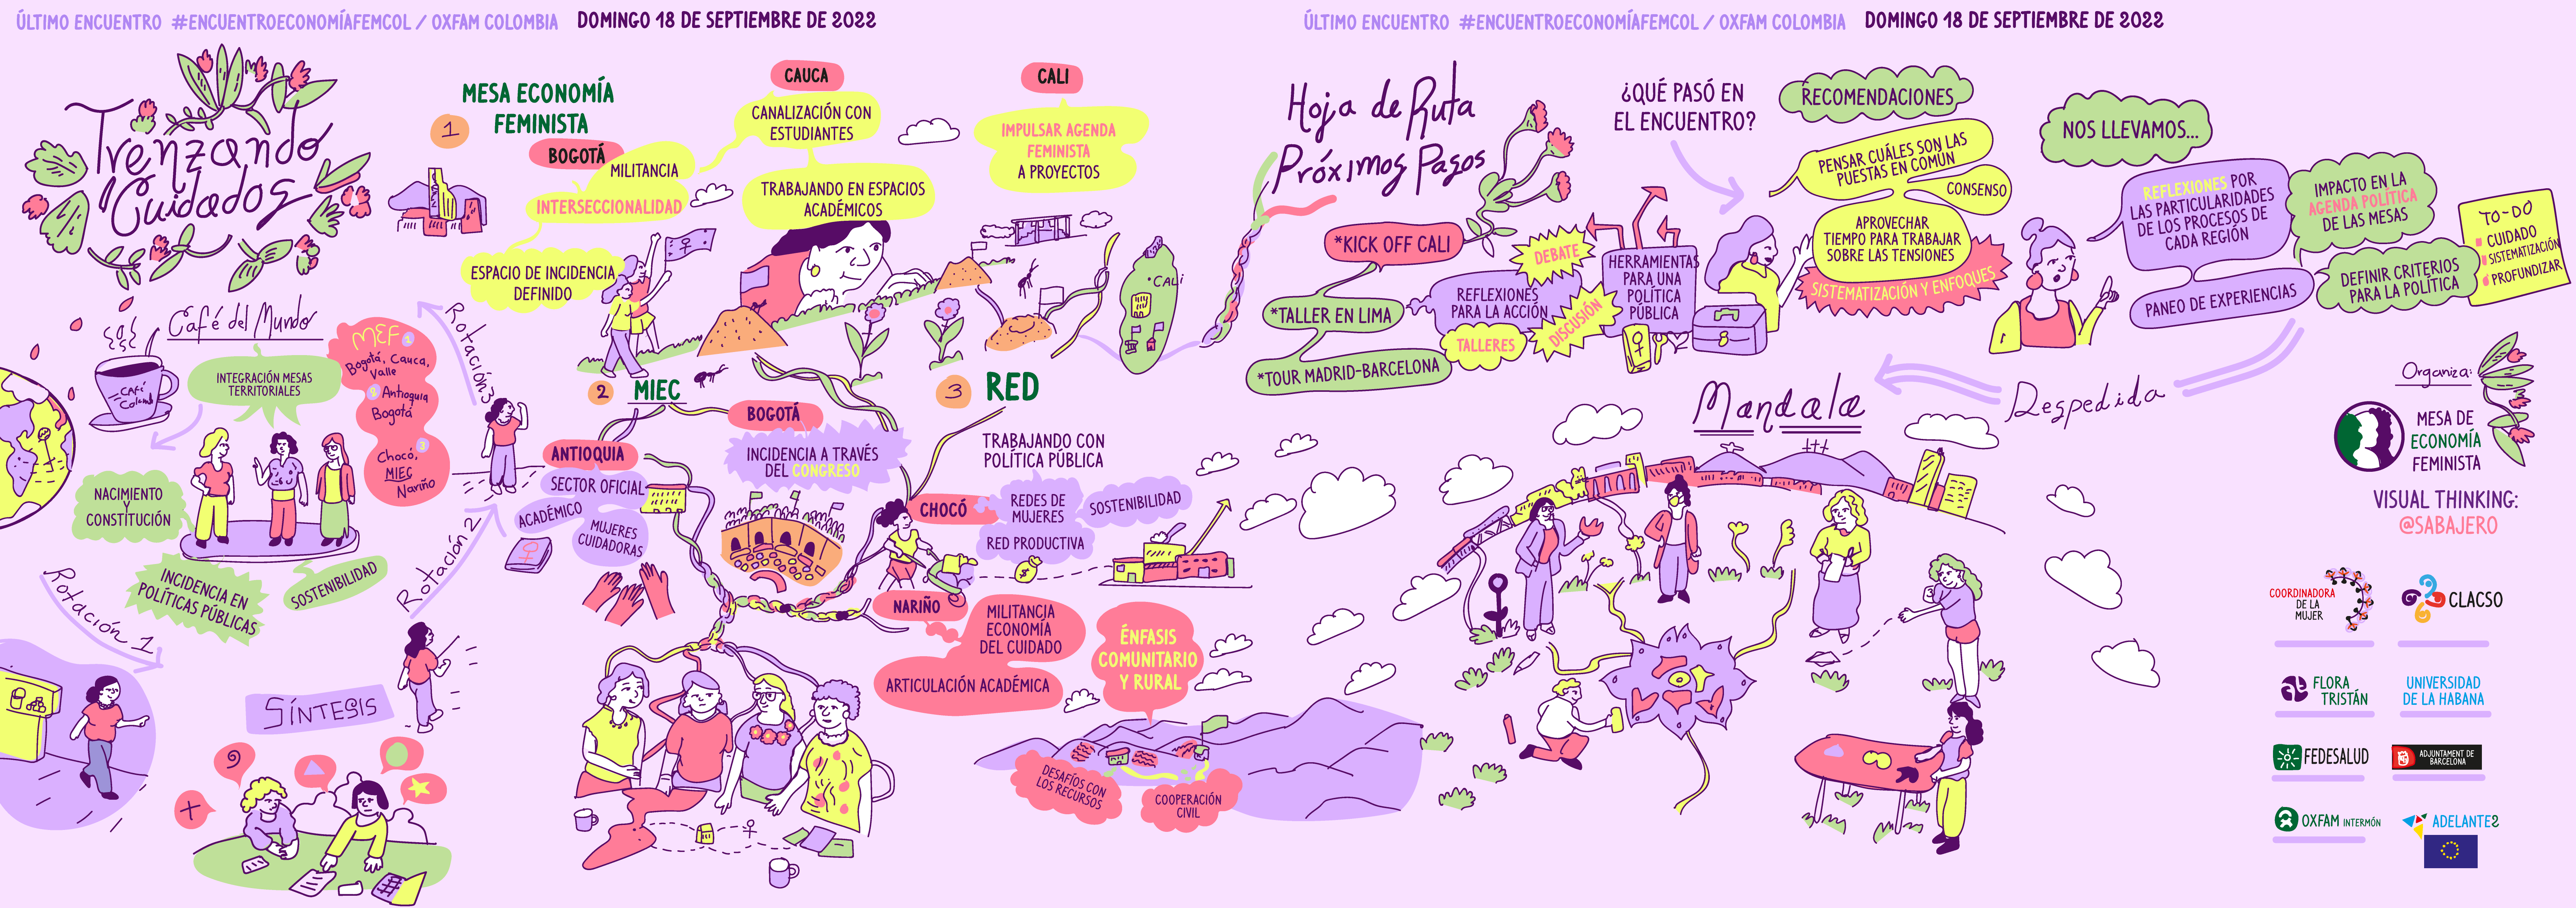 ÚLTIMO ENCUENTRO #ENCUENTROECONOMÍAFEMCOL / OXFAM COLOMBIA DOMINGO 18 DE SEPTIEMBRE DE 2022
Trenzando
Cuidados
Café del Mundo
CAFÉ
INTEGRACIÓN MESAS
TERRITORIALES
MEF 1
Bogotá, Cauca,
Valle
2 Antioquia
Bogotá
3
Chocó,
MIEC
Nariño
NACIMIENTO
Y
CONSTITUCIÓN
INCIDENCIA EN
POLÍTICAS PÚBLICAS
SOSTENIBILIDAD
Rotación 1
Rotación 2
Rotación 3
SÍNTESIS
1
MESA ECONOMÍA
FEMINISTA
BOGOTÁ
MILITANCIA
INTERSECCIONALIDAD
ESPACIO DE INCIDENCIA
DEFINIDO
CAUCA
CANALIZACIÓN CON
ESTUDIANTES
TRABAJANDO EN ESPACIOS
ACADÉMICOS
CALI
IMPULSAR AGENDA
FEMINISTA
A PROYECTOS
CALI
2 MIEC
BOGOTÁ
INCIDENCIA A TRAVÉS
DEL CONGRESO
ANTIOQUIA
SECTOR OFICIAL
ACADÉMICO
MUJERES
CUIDADORAS
3 RED
TRABAJANDO CON
POLÍTICA PÚBLICA
CHOCÓ
REDES DE
MUJERES
SOSTENIBILIDAD
RED PRODUCTIVA
$
NARIÑO
MILITANCIA
ECONOMÍA
DEL CUIDADO
ARTICULACIÓN ACADÉMICA
ÉNFASIS
COMUNITARIO
Y RURAL
DESAFÍOS CON
LOS RECURSOS
COOPERACIÓN
CIVIL
ÚLTIMO ENCUENTRO #ENCUENTROECONOMÍAFEMCOL / OXFAM COLOMBIA DOMINGO 18 DE SEPTIEMBRE DE 2022
Hoja de Ruta
Próximos Pasos
*KICK OFF CALI
*TALLER EN LIMA
*TOUR MADRID-BARCELONA
REFLEXIONES
PARA LA ACCIÓN
DEBATE
TALLERES
DISCUSIÓN
HERRAMIENTAS
PARA UNA
POLÍTICA
PÚBLICA
¿QUÉ PASÓ EN
EL ENCUENTRO?
RECOMENDACIONES
PENSAR CUÁLES SON LAS
PUESTAS EN COMÚN
CONSENSO
APROVECHAR
TIEMPO PARA TRABAJAR
SOBRE LAS TENSIONES
SISTEMATIZACIÓN Y ENFOQUES
NOS LLEVAMOS...
REFLEXIONES POR
LAS PARTICULARIDADES
DE LOS PROCESOS DE
CADA REGIÓN
PANEO DE EXPERIENCIAS
IMPACTO EN LA
AGENDA POLÍTICA
DE LAS MESAS
DEFINIR CRITERIOS
PARA LA POLÍTICA
TO-DO
CUIDADO
SISTEMATIZACIÓN
PROFUNDIZAR
Despedida
Mandala
Organiza:
MESA DE
ECONOMÍA
FEMINISTA
VISUAL THINKING:
@SABAJERO
COORDINADORA
DE LA
MUJER
CLACSO
FLORA
TRISTÁN
UNIVERSIDAD
DE LA HABANA
FEDESALUD
ADJUNTAMENT DE
BARCELONA
OXFAM INTERMÓN
ADELANTE2